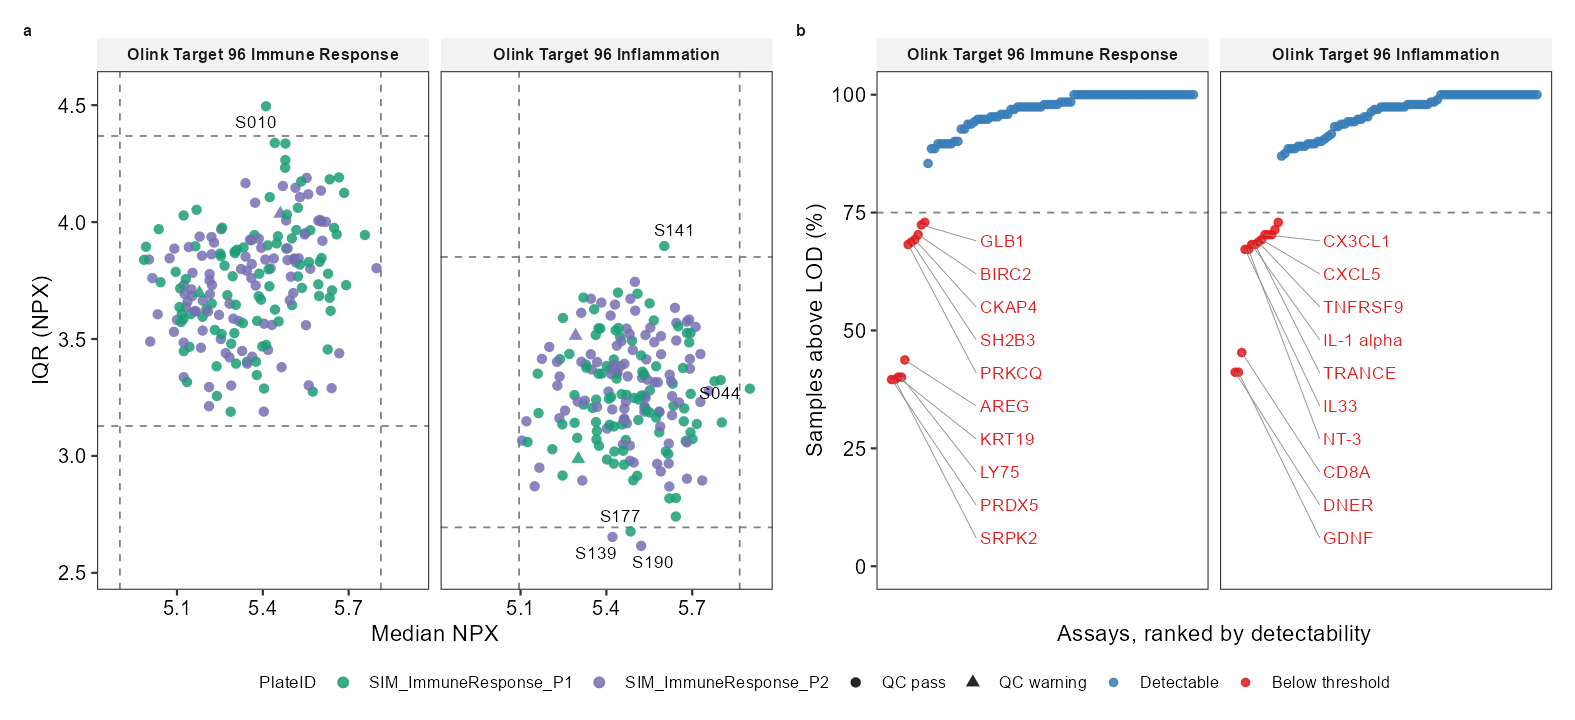 a
b
Olink Target 96 Immune Response
Olink Target 96 Inflammation
Olink Target 96 Immune Response
Olink Target 96 Inflammation
IQR (NPX)
4.5
4.0
3.5
3.0
2.5
S010
S141
S044
S177
S139
S190
5.1
5.4
5.7
5.1
5.4
5.7
Median NPX
Samples above LOD (%)
100
75
50
25
0
GLB1
BIRC2
CKAP4
SH2B3
PRKCQ
AREG
KRT19
LY75
PRDX5
SRPK2
CX3CL1
CXCL5
TNFRSF9
IL-1 alpha
TRANCE
IL33
NT-3
CD8A
DNER
GDNF
Assays, ranked by detectability
PlateID SIM_ImmuneResponse_P1 SIM_ImmuneResponse_P2 QC pass QC warning Detectable Below threshold